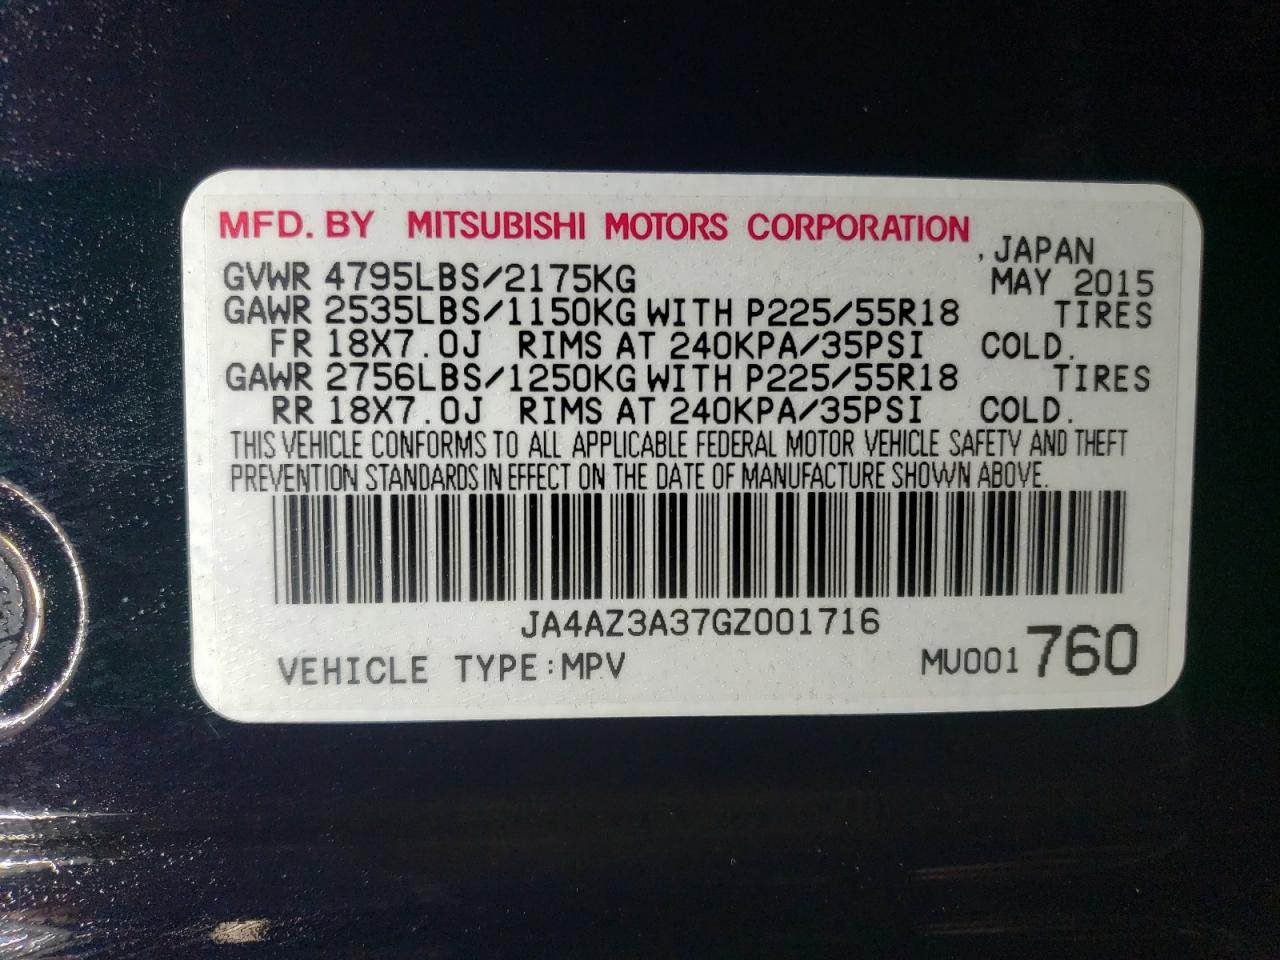 MFD. BY MITSUBISHI MOTORS CORPORATION , JAPAN
GVWR 4795LBS/2175KG MAY 2015
GAWR 2535LBS/1150KG WITH P225/55R18 TIRES
FR 18X7.0J RIMS AT 240KPA/35PSI COLD.
GAWR 2756LBS/1250KG WITH P225/55R18 TIRES
RR 18X7.0J RIMS AT 240KPA/35PSI COLD.
THIS VEHICLE CONFORMS TO ALL APPLICABLE FEDERAL MOTOR VEHICLE SAFETY AND THEFT
PREVENTION STANDARDS IN EFFECT ON THE DATE OF MANUFACTURE SHOWN ABOVE.
JA4AZ3A37GZ001716
VEHICLE TYPE:MPV MU001760